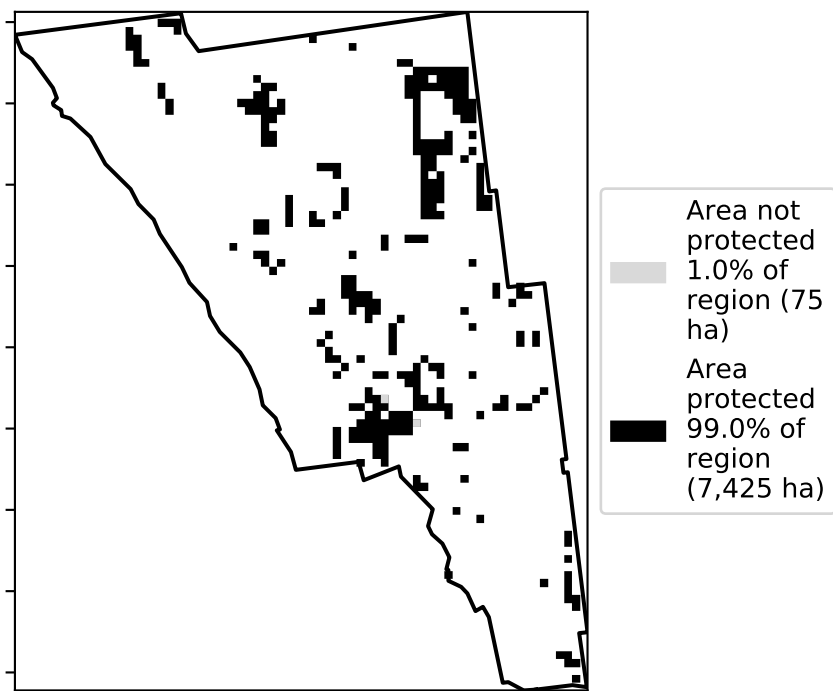 Area not
protected
1.0% of
region (75
ha)
Area
protected
99.0% of
region
(7,425 ha)